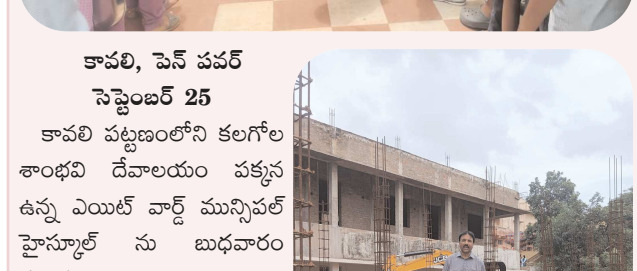 కావలి, పెన్ పవర్
సెప్టెంబర్ 25
కావలి పట్టణంలోని కలగోల
శాంభవి దేవాలయం పక్కన
ఉన్న ఎయిట్ వార్డ్ మున్సిపల్
హైస్కూల్ ను బుధవారం